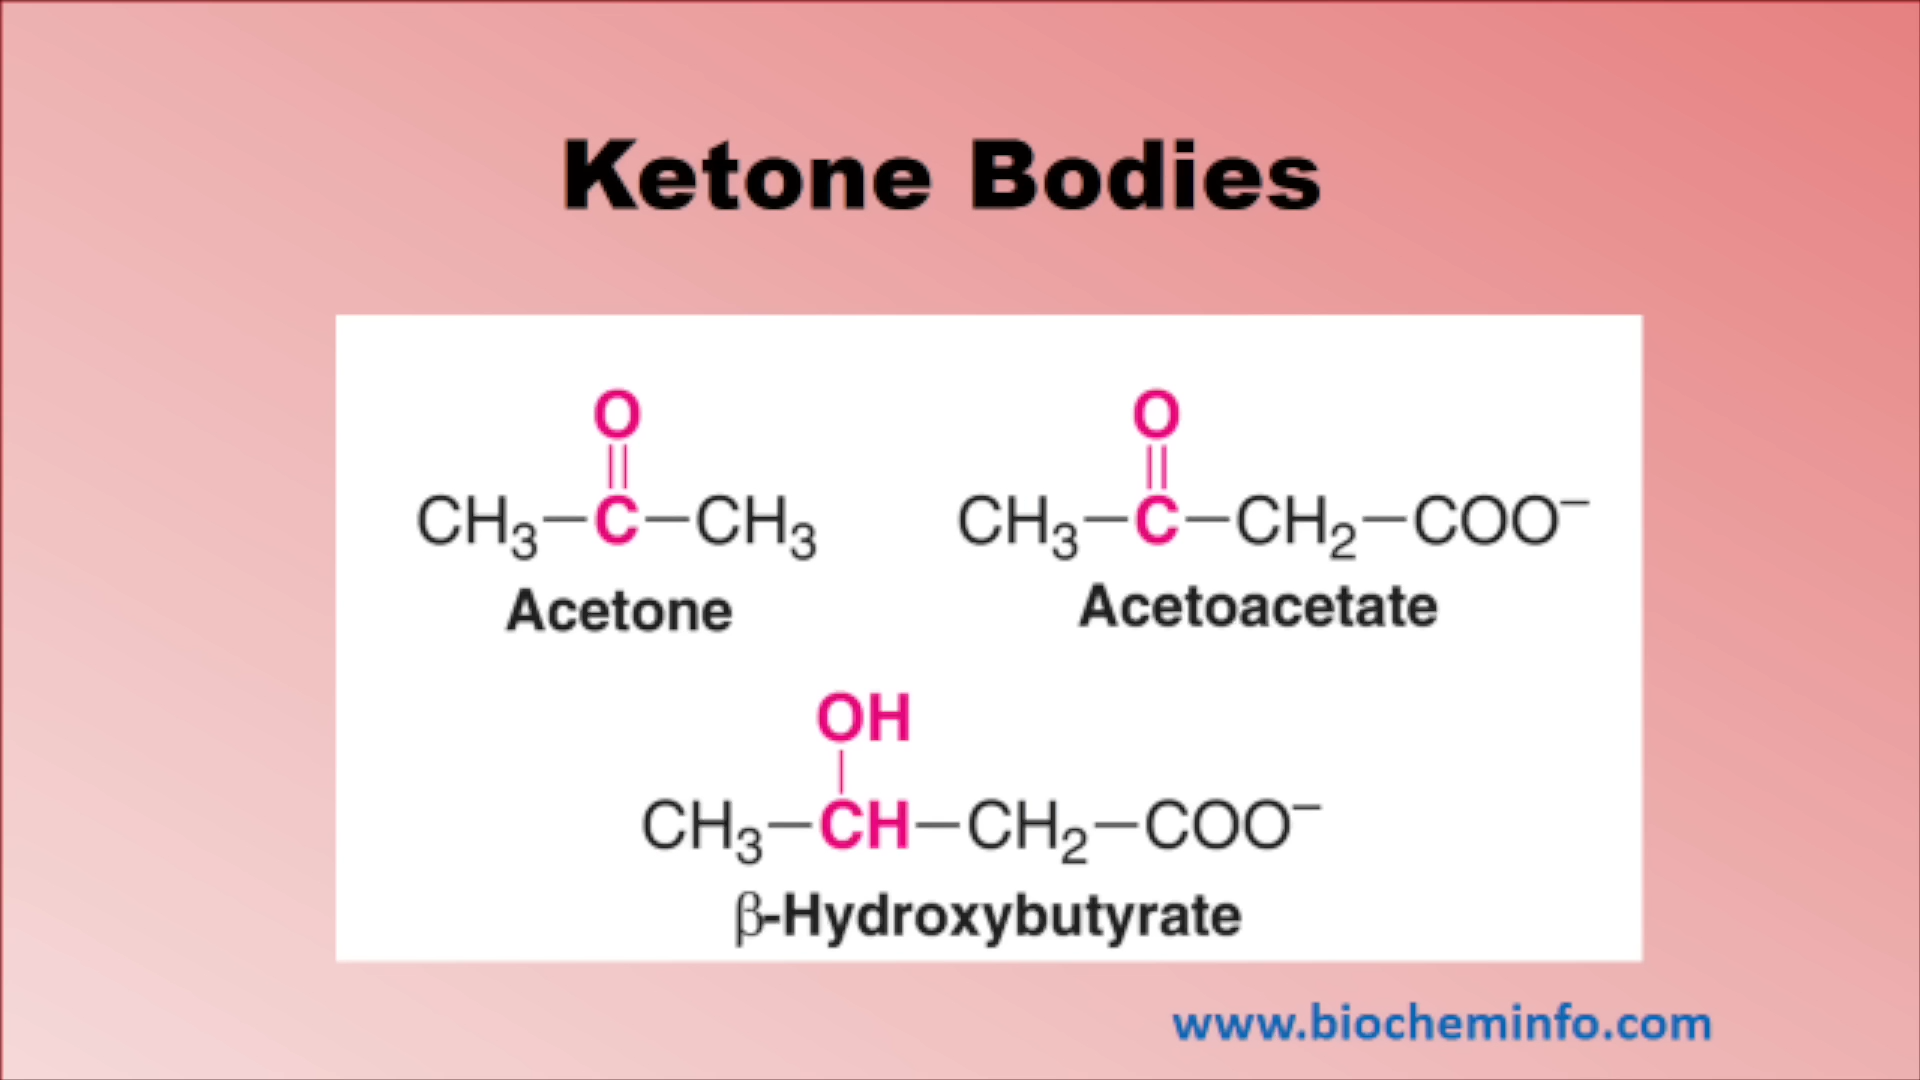 Ketone Bodies
O
CH₃—C—CH₃
Acetone
O
CH₃—C—CH₂—COO⁻
Acetoacetate
OH
CH₃—CH—CH₂—COO⁻
β-Hydroxybutyrate
www.biocheminfo.com